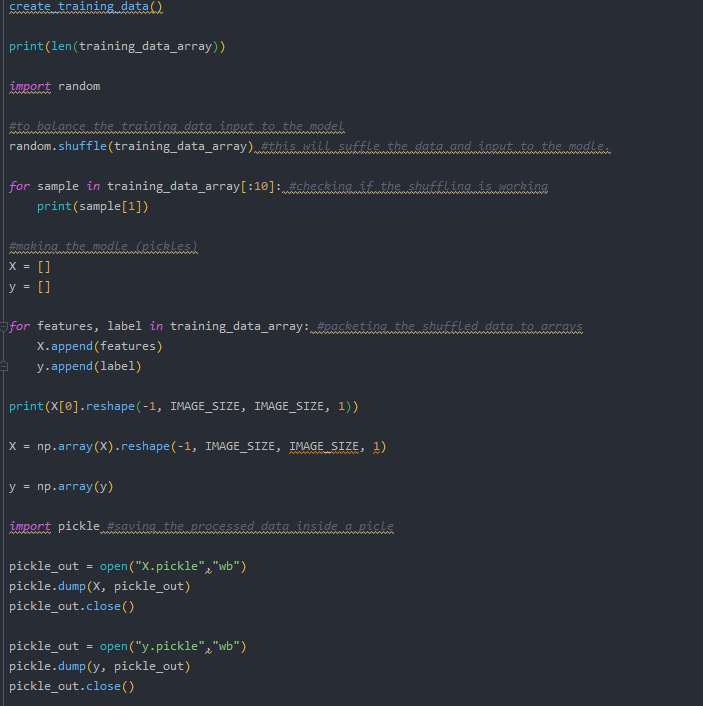 create_training_data()
print(len(training_data_array))
import random
#to balance the training data input to the model
random.shuffle(training_data_array) #this will suffle the data and input to the modle.
for sample in training_data_array[:10]: #checking if the shuffling is working
    print(sample[1])
#making the modle (pickles)
X = []
y = []
for features, label in training_data_array: #packeting the shuffled data to arrays
    X.append(features)
    y.append(label)
print(X[0].reshape(-1, IMAGE_SIZE, IMAGE_SIZE, 1))
X = np.array(X).reshape(-1, IMAGE_SIZE, IMAGE_SIZE, 1)
y = np.array(y)
import pickle #saving the processed data inside a picle
pickle_out = open("X.pickle","wb")
pickle.dump(X, pickle_out)
pickle_out.close()
pickle_out = open("y.pickle","wb")
pickle.dump(y, pickle_out)
pickle_out.close()